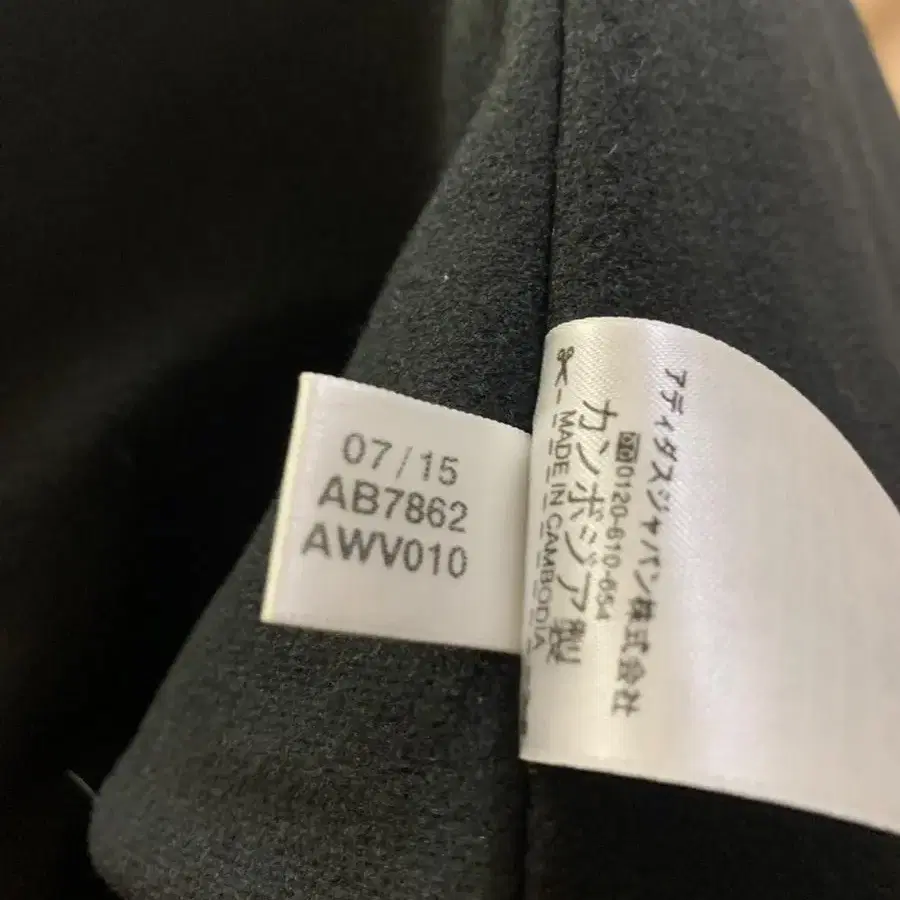 07/15
AB7862
AWV010
アディダスジャパン株式会社
0120-610-654
カンボジア製
MADE IN CAMBODIA